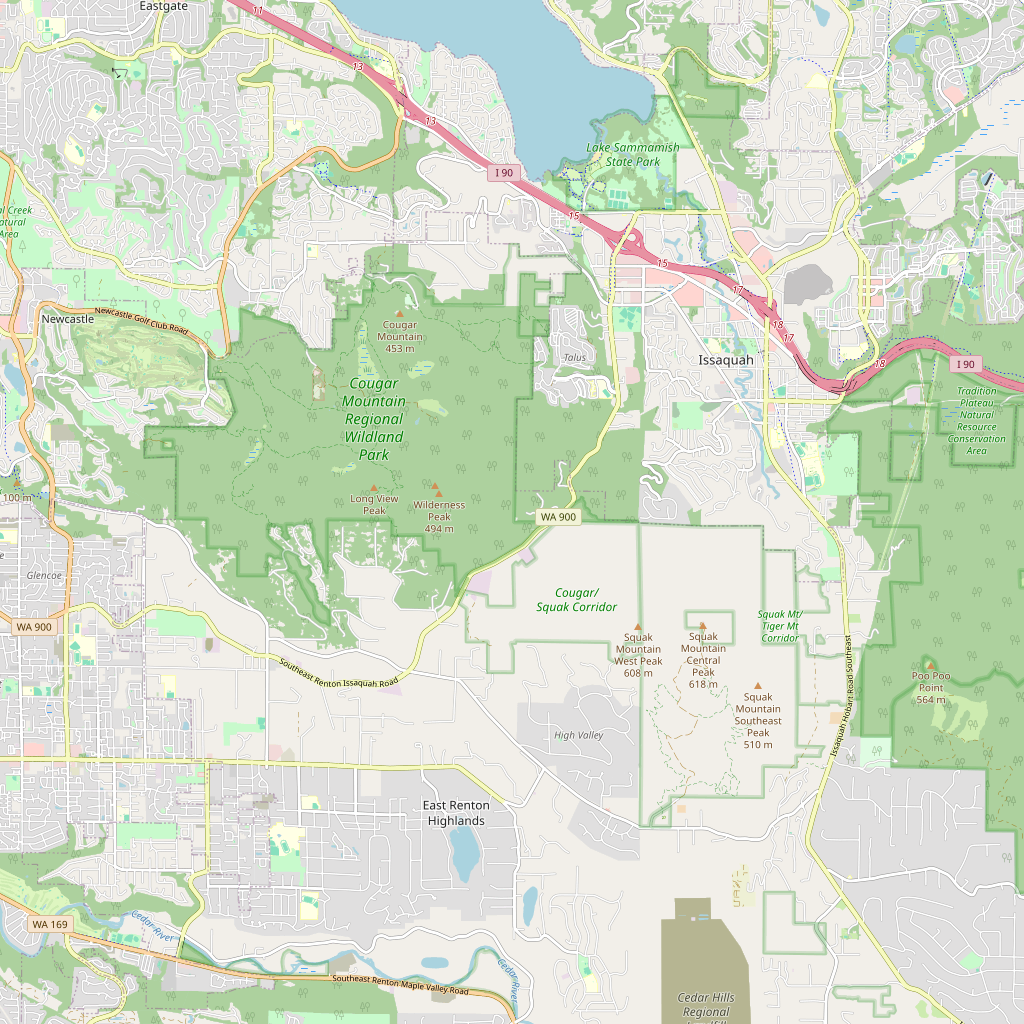 Eastgate
11
13
13
Lake Sammamish
State Park
I 90
15
15
17
18
17
18
I 90
Natural
Area
Newcastle
Newcastle Golf Club Road
Cougar
Mountain
453 m
Talus
Issaquah
Cougar
Mountain
Regional
Wildland
Park
Tradition
Plateau
Natural
Resource
Conservation
Area
Long View
Peak
Wilderness
Peak
494 m
100 m
WA 900
Glencoe
WA 900
Cougar/
Squak Corridor
Squak Mt/
Tiger Mt
Corridor
Squak
Mountain
West Peak
608 m
Squak
Mountain
Central
Peak
618 m
Squak
Mountain
Southeast
Peak
510 m
Poo Poo
Point
564 m
Southeast Renton Issaquah Road
Issaquah Hobart Road Southeast
High Valley
East Renton
Highlands
WA 169
Cedar River
Cedar River
Southeast Renton Maple Valley Road
Cedar Hills
Regional